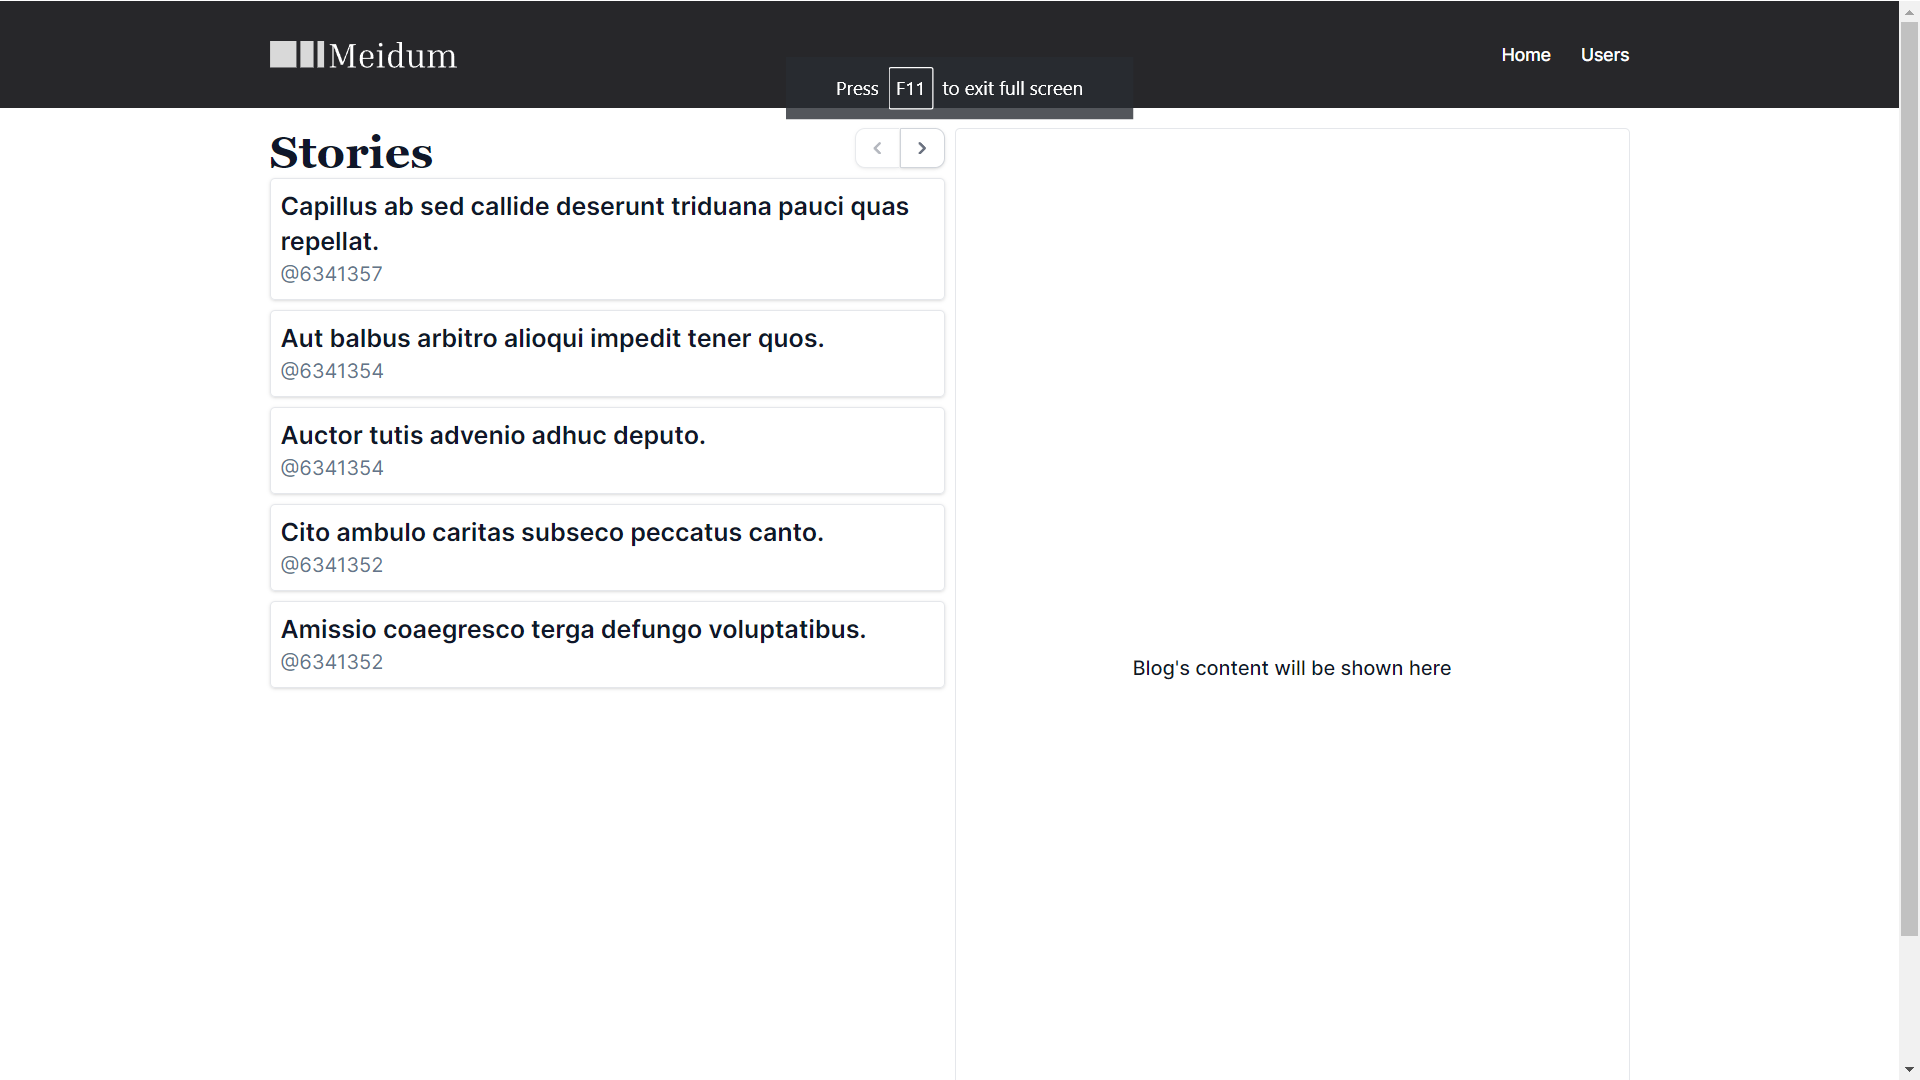 Meidum
Home Users
Press F11 to exit full screen
Stories
Capillus ab sed callide deserunt triduana pauci quas
repellat.
@6341357
Aut balbus arbitro alioqui impedit tener quos.
@6341354
Auctor tutis advenio adhuc deputo.
@6341354
Cito ambulo caritas subseco peccatus canto.
@6341352
Amissio coaegresco terga defungo voluptatibus.
@6341352
Blog's content will be shown here